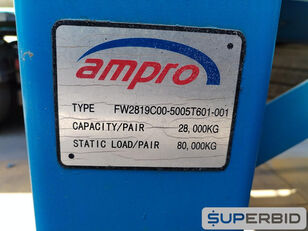 ampro
TYPE FW2819C00-5005T601-001
CAPACITY/PAIR 28,000KG
STATIC LOAD/PAIR 80,000KG
SUPERBID